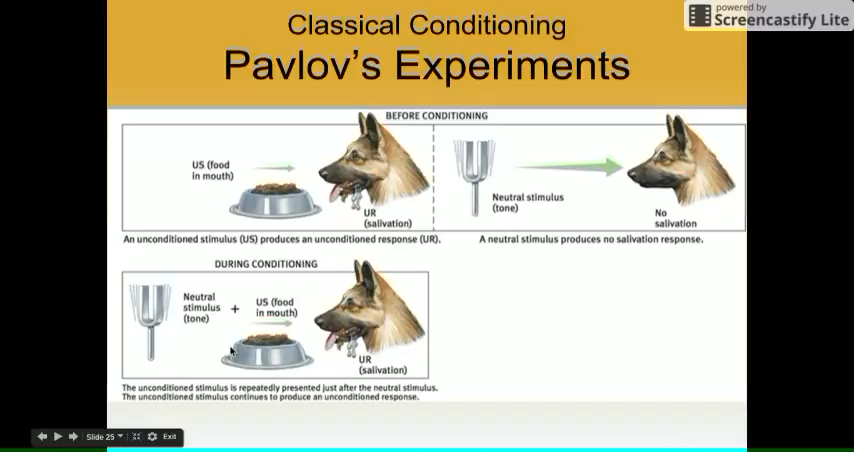 powered by
Screencastify Lite
Classical Conditioning
Pavlov's Experiments
BEFORE CONDITIONING
US (food
in mouth)
UR
(salivation)
Neutral stimulus
(tone)
No
salivation
An unconditioned stimulus (US) produces an unconditioned response (UR).
A neutral stimulus produces no salivation response.
DURING CONDITIONING
Neutral
stimulus
(tone)
+
US (food
in mouth)
UR
(salivation)
The unconditioned stimulus is repeatedly presented just after the neutral stimulus.
The unconditioned stimulus continues to produce an unconditioned response.
Slide 25
Exit